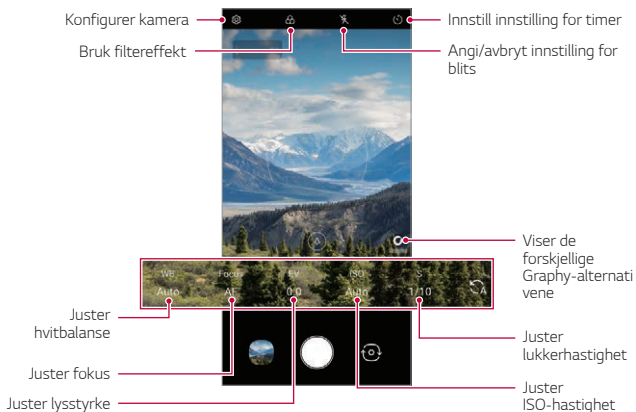 Konfigurer kamera
Innstill innstilling for timer
Bruk filtereffekt
Angi/avbryt innstilling for
blits
Viser de
forskjellige
Graphy-alternati
vene
WB Focus EV ISO S
Auto AF 0.0 Auto 1/10
A
Juster
hvitbalanse
Juster
lukkerhastighet
Juster fokus
Juster lysstyrke
Juster
ISO-hastighet